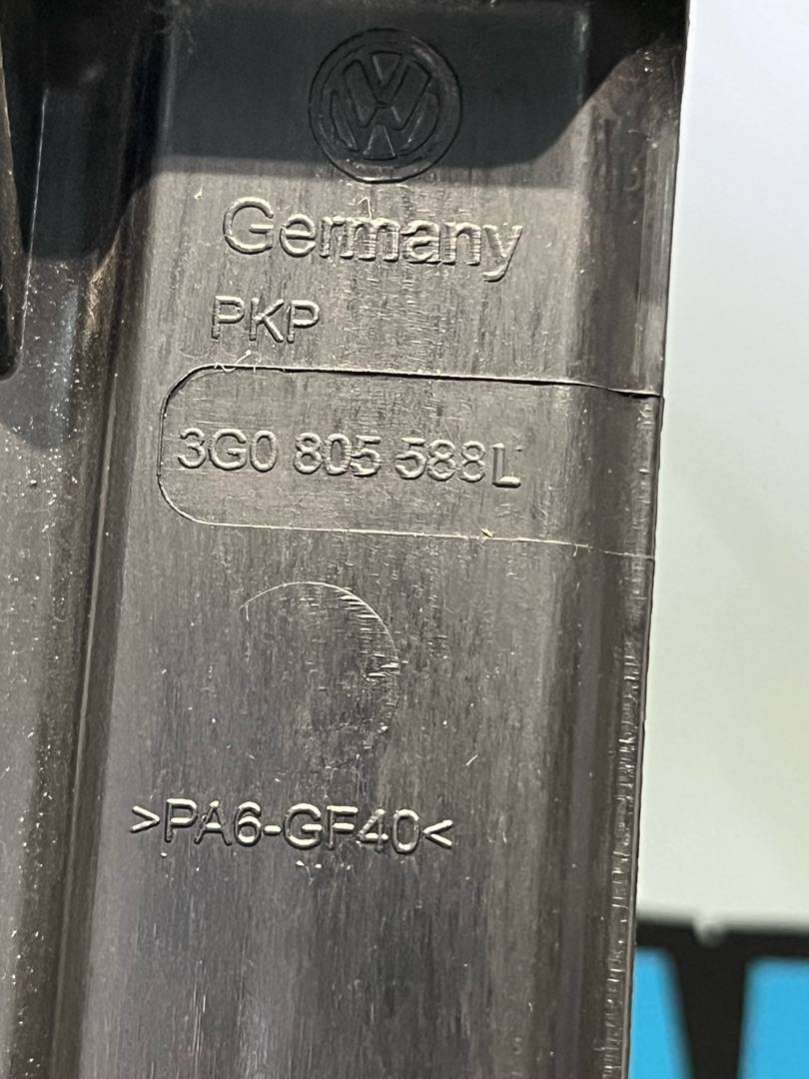 Germany
PKP
3G0 805 588L
>PA6-GF40<